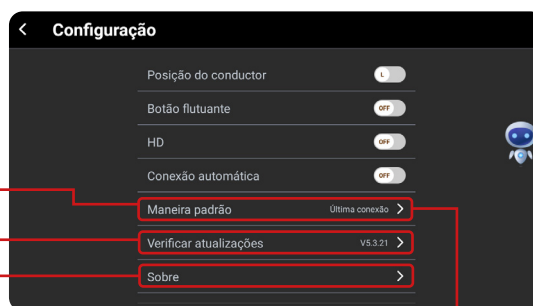 Configuração
Posição do conductor L
Botão flutuante OFF
HD OFF
Conexão automática OFF
Maneira padrão Última conexão
Verificar atualizações V5.3.21
Sobre